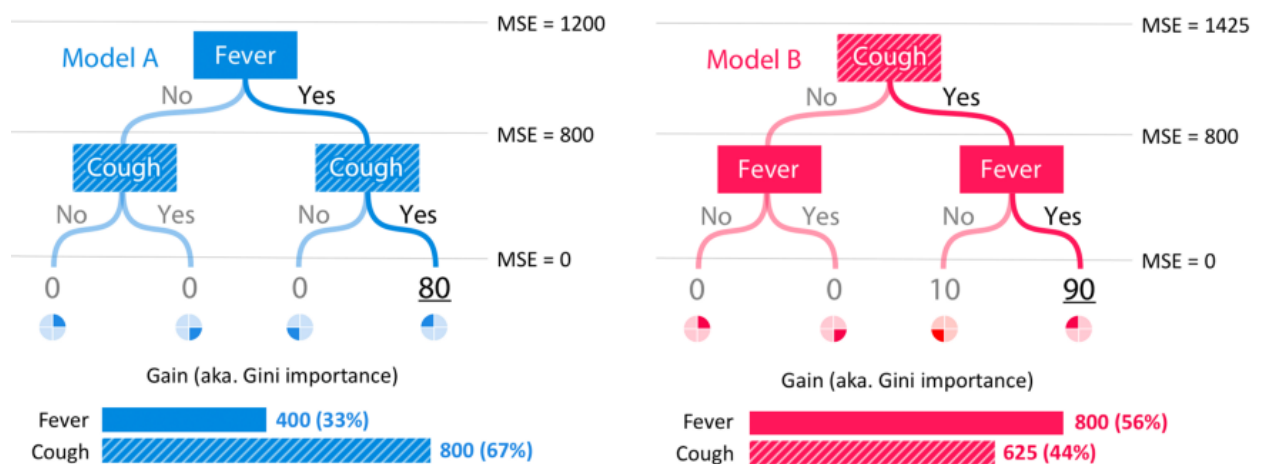 MSE = 1200
Model A
Fever
No
Yes
MSE = 800
Cough
Cough
No
Yes
No
Yes
MSE = 0
0
0
0
80
Gain (aka. Gini importance)
Fever
400 (33%)
Cough
800 (67%)
MSE = 1425
Model B
Cough
No
Yes
MSE = 800
Fever
Fever
No
Yes
No
Yes
MSE = 0
0
0
10
90
Gain (aka. Gini importance)
Fever
800 (56%)
Cough
625 (44%)